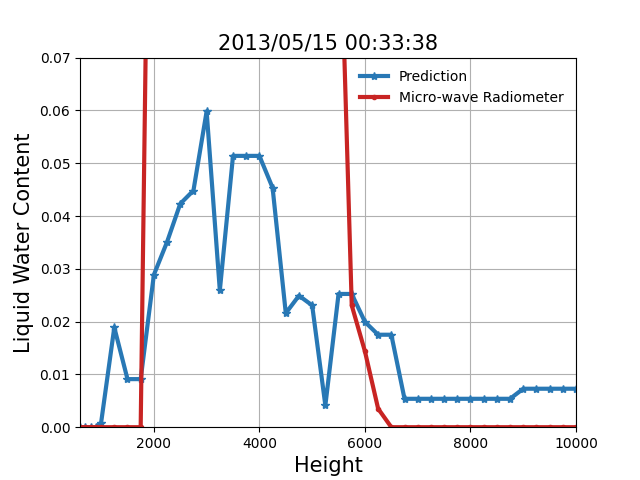 2013/05/15 00:33:38
0.07
0.06
0.05
0.04
0.03
0.02
0.01
0.00
Liquid Water Content
Prediction
Micro-wave Radiometer
2000 4000 6000 8000 10000
Height